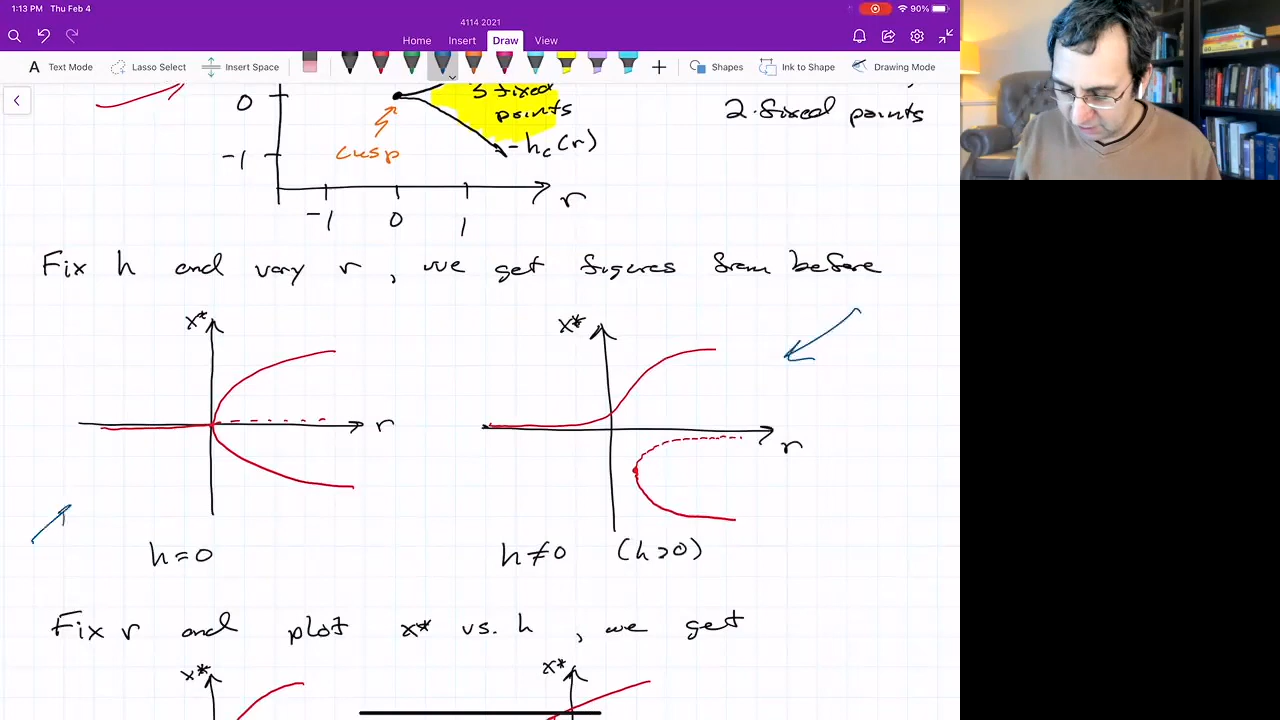 1:13 PM Thu Feb 4
90%
4114 2021
Home Insert Draw View
Text Mode Lasso Select Insert Space Shapes Ink to Shape Drawing Mode
3 fixed
points
0
cusp
-1
-hc(r)
-1 0 1
r
2 fixed points
Fix h and vary r, we get figures from before
x*
r
h=0
x*
r
h≠0 (h>0)
Fix r and plot x* vs. h, we get
x*
x*